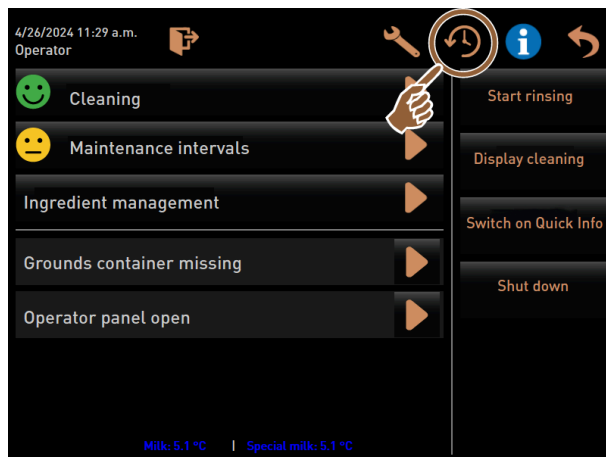 4/26/2024 11:29 a.m.
Operator
i
Cleaning
Start rinsing
Maintenance intervals
Display cleaning
Ingredient management
Switch on Quick Info
Grounds container missing
Shut down
Operator panel open
Milk: 5.1 °C | Special milk: 5.1 °C